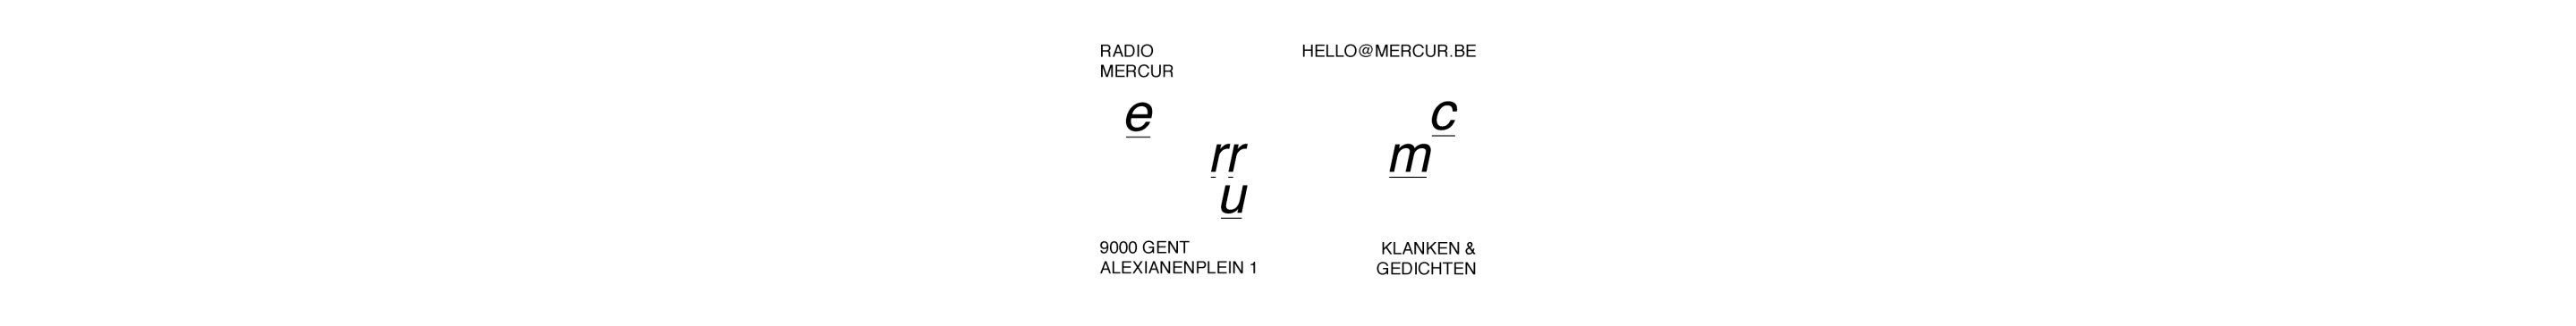 RADIO
MERCUR
HELLO@MERCUR.BE
e
c
rr
m
u
9000 GENT
ALEXIANENPLEIN 1
KLANKEN &
GEDICHTEN